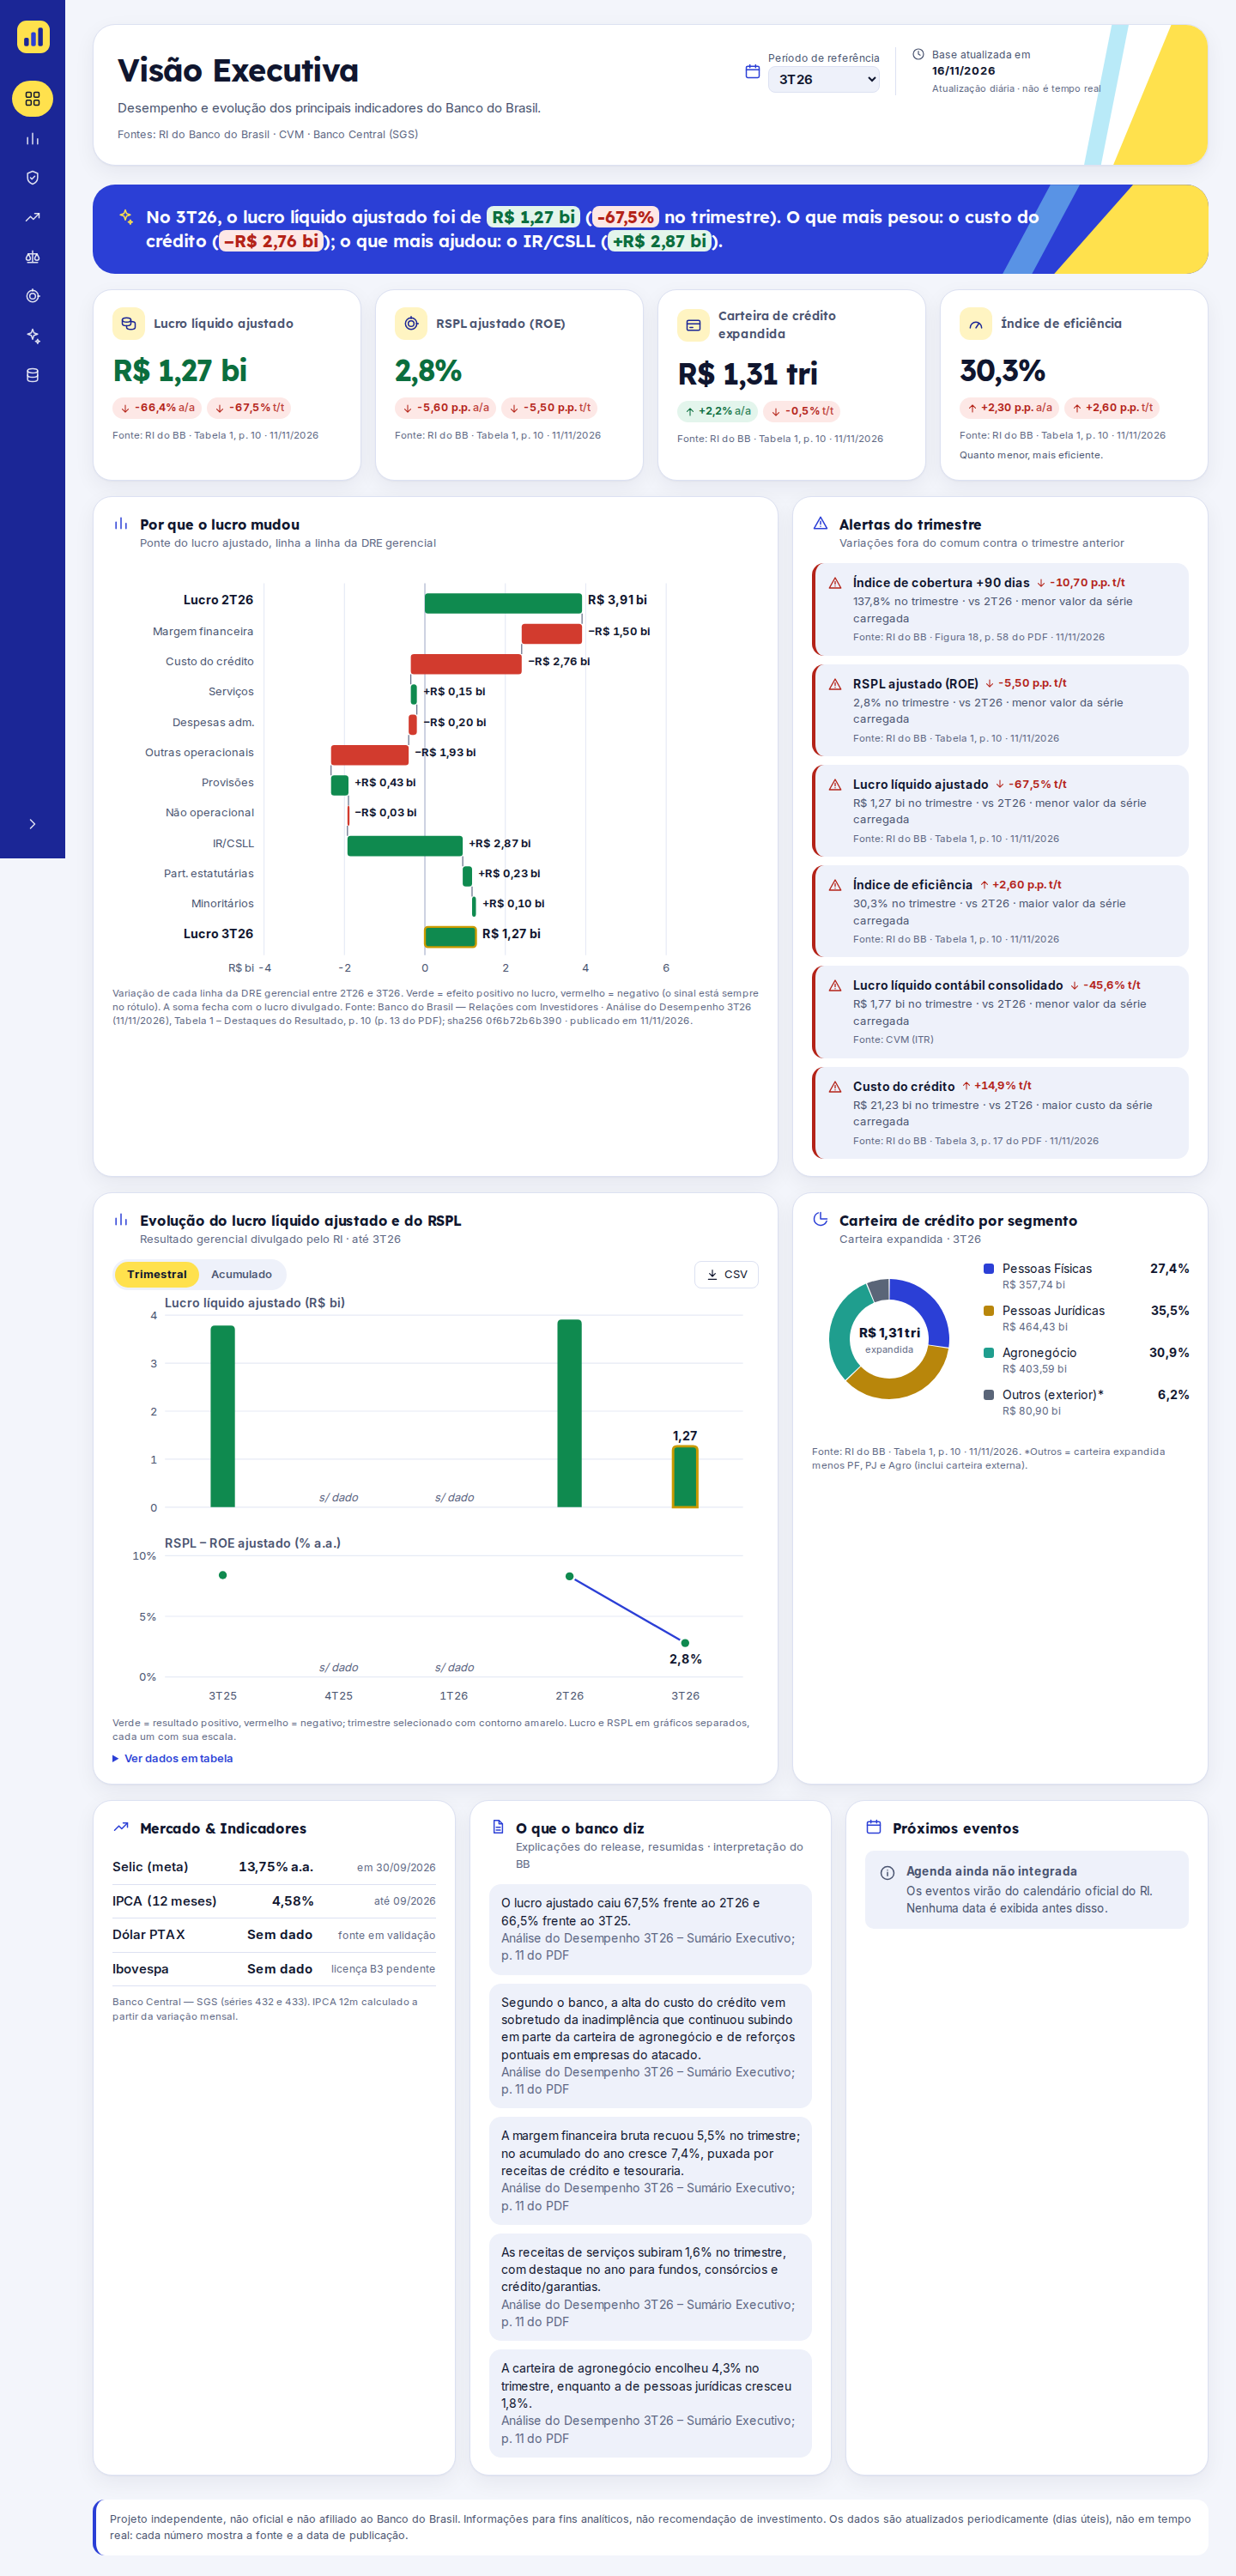 Visão Executiva
Desempenho e evolução dos principais indicadores do Banco do Brasil.
Fontes: RI do Banco do Brasil · CVM · Banco Central (SGS)
Período de referência
3T26
Base atualizada em
16/11/2026
Atualização diária · não é tempo real
No 3T26, o lucro líquido ajustado foi de R$ 1,27 bi (-67,5% no trimestre). O que mais pesou: o custo do
crédito (−R$ 2,76 bi); o que mais ajudou: o IR/CSLL (+R$ 2,87 bi).
Lucro líquido ajustado
R$ 1,27 bi
↓ -66,4% a/a ↓ -67,5% t/t
Fonte: RI do BB · Tabela 1, p. 10 · 11/11/2026
RSPL ajustado (ROE)
2,8%
↓ -5,60 p.p. a/a ↓ -5,50 p.p. t/t
Fonte: RI do BB · Tabela 1, p. 10 · 11/11/2026
Carteira de crédito
expandida
R$ 1,31 tri
↑ +2,2% a/a ↓ -0,5% t/t
Fonte: RI do BB · Tabela 1, p. 10 · 11/11/2026
Índice de eficiência
30,3%
↑ +2,30 p.p. a/a ↑ +2,60 p.p. t/t
Fonte: RI do BB · Tabela 1, p. 10 · 11/11/2026
Quanto menor, mais eficiente.
Por que o lucro mudou
Ponte do lucro ajustado, linha a linha da DRE gerencial
Lucro 2T26 R$ 3,91 bi
Margem financeira −R$ 1,50 bi
Custo do crédito −R$ 2,76 bi
Serviços +R$ 0,15 bi
Despesas adm. −R$ 0,20 bi
Outras operacionais −R$ 1,93 bi
Provisões +R$ 0,43 bi
Não operacional −R$ 0,03 bi
IR/CSLL +R$ 2,87 bi
Part. estatutárias +R$ 0,23 bi
Minoritários +R$ 0,10 bi
Lucro 3T26 R$ 1,27 bi
R$ bi -4 -2 0 2 4 6
Variação de cada linha da DRE gerencial entre 2T26 e 3T26. Verde = efeito positivo no lucro, vermelho = negativo (o sinal está sempre
no rótulo). A soma fecha com o lucro divulgado. Fonte: Banco do Brasil — Relações com Investidores · Análise do Desempenho 3T26
(11/11/2026), Tabela 1 – Destaques do Resultado, p. 10 (p. 13 do PDF); sha256 0f6b72b6b390 · publicado em 11/11/2026.
Alertas do trimestre
Variações fora do comum contra o trimestre anterior
Índice de cobertura +90 dias ↓ -10,70 p.p. t/t
137,8% no trimestre · vs 2T26 · menor valor da série
carregada
Fonte: RI do BB · Figura 18, p. 58 do PDF · 11/11/2026
RSPL ajustado (ROE) ↓ -5,50 p.p. t/t
2,8% no trimestre · vs 2T26 · menor valor da série
carregada
Fonte: RI do BB · Tabela 1, p. 10 · 11/11/2026
Lucro líquido ajustado ↓ -67,5% t/t
R$ 1,27 bi no trimestre · vs 2T26 · menor valor da série
carregada
Fonte: RI do BB · Tabela 1, p. 10 · 11/11/2026
Índice de eficiência ↑ +2,60 p.p. t/t
30,3% no trimestre · vs 2T26 · maior valor da série
carregada
Fonte: RI do BB · Tabela 1, p. 10 · 11/11/2026
Lucro líquido contábil consolidado ↓ -45,6% t/t
R$ 1,77 bi no trimestre · vs 2T26 · menor valor da série
carregada
Fonte: CVM (ITR)
Custo do crédito ↑ +14,9% t/t
R$ 21,23 bi no trimestre · vs 2T26 · maior custo da série
carregada
Fonte: RI do BB · Tabela 3, p. 17 do PDF · 11/11/2026
Evolução do lucro líquido ajustado e do RSPL
Resultado gerencial divulgado pelo RI · até 3T26
Trimestral Acumulado
CSV
Lucro líquido ajustado (R$ bi)
4
3
2
1
0
s/ dado
s/ dado
1,27
RSPL – ROE ajustado (% a.a.)
10%
5%
0%
s/ dado
s/ dado
2,8%
3T25 4T25 1T26 2T26 3T26
Verde = resultado positivo, vermelho = negativo; trimestre selecionado com contorno amarelo. Lucro e RSPL em gráficos separados,
cada um com sua escala.
Ver dados em tabela
Carteira de crédito por segmento
Carteira expandida · 3T26
R$ 1,31 tri
expandida
Pessoas Físicas 27,4%
R$ 357,74 bi
Pessoas Jurídicas 35,5%
R$ 464,43 bi
Agronegócio 30,9%
R$ 403,59 bi
Outros (exterior)* 6,2%
R$ 80,90 bi
Fonte: RI do BB · Tabela 1, p. 10 · 11/11/2026. *Outros = carteira expandida
menos PF, PJ e Agro (inclui carteira externa).
Mercado & Indicadores
Selic (meta) 13,75% a.a. em 30/09/2026
IPCA (12 meses) 4,58% até 09/2026
Dólar PTAX Sem dado fonte em validação
Ibovespa Sem dado licença B3 pendente
Banco Central — SGS (séries 432 e 433). IPCA 12m calculado a
partir da variação mensal.
O que o banco diz
Explicações do release, resumidas · interpretação do
BB
O lucro ajustado caiu 67,5% frente ao 2T26 e
66,5% frente ao 3T25.
Análise do Desempenho 3T26 – Sumário Executivo;
p. 11 do PDF
Segundo o banco, a alta do custo do crédito vem
sobretudo da inadimplência que continuou subindo
em parte da carteira de agronegócio e de reforços
pontuais em empresas do atacado.
Análise do Desempenho 3T26 – Sumário Executivo;
p. 11 do PDF
A margem financeira bruta recuou 5,5% no trimestre;
no acumulado do ano cresce 7,4%, puxada por
receitas de crédito e tesouraria.
Análise do Desempenho 3T26 – Sumário Executivo;
p. 11 do PDF
As receitas de serviços subiram 1,6% no trimestre,
com destaque no ano para fundos, consórcios e
crédito/garantias.
Análise do Desempenho 3T26 – Sumário Executivo;
p. 11 do PDF
A carteira de agronegócio encolheu 4,3% no
trimestre, enquanto a de pessoas jurídicas cresceu
1,8%.
Análise do Desempenho 3T26 – Sumário Executivo;
p. 11 do PDF
Próximos eventos
Agenda ainda não integrada
Os eventos virão do calendário oficial do RI.
Nenhuma data é exibida antes disso.
Projeto independente, não oficial e não afiliado ao Banco do Brasil. Informações para fins analíticos, não recomendação de investimento. Os dados são atualizados periodicamente (dias úteis), não em tempo
real: cada número mostra a fonte e a data de publicação.